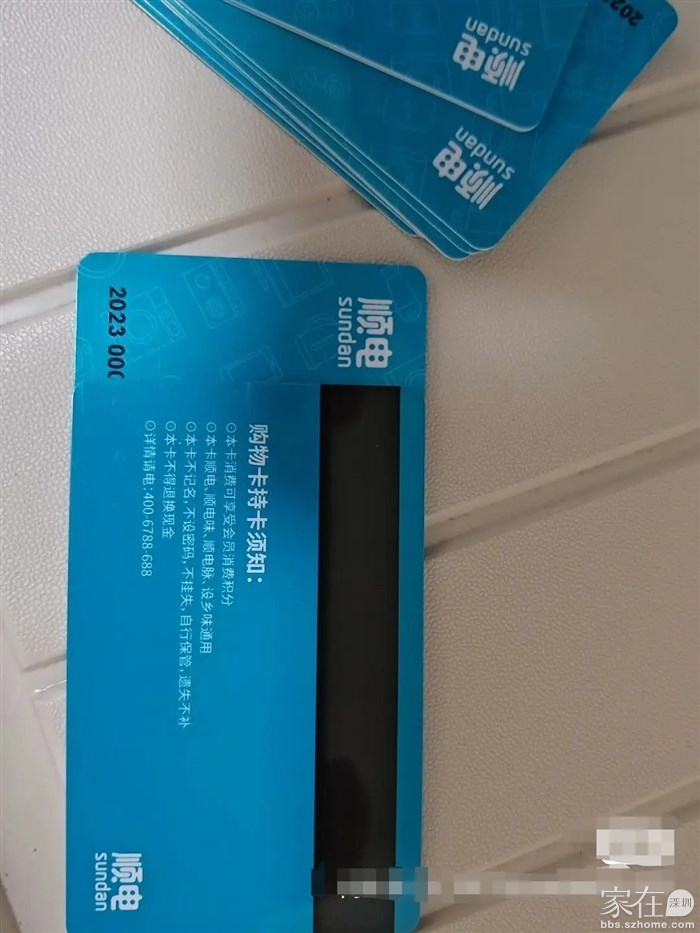 顺电
sundan
顺电
sundan
202
顺电
sundan
2023 000
购物卡持卡须知：
⊙本卡消费可享受会员消费积分
⊙本卡顺电、顺电味、顺电脉、设乡味通用
⊙本卡不记名，不设密码，不挂失，自行保管，遗失不补
⊙本卡不得退换现金
⊙详情请电：400-6788-688
顺电
sundan
家在深圳
bbs.szhome.com